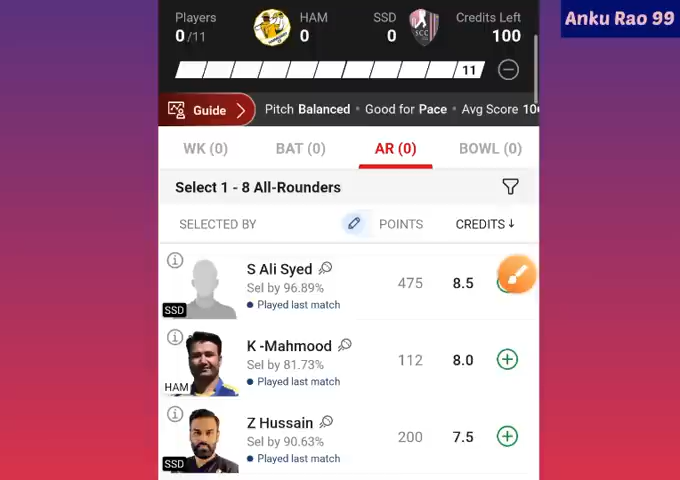 Anku Rao 99
Players HAM SSD Credits Left
0/11 0 0 100
11
SCC
Guide Pitch Balanced • Good for Pace • Avg Score 10
WK (0) BAT (0) AR (0) BOWL (0)
Select 1 - 8 All-Rounders
SELECTED BY POINTS CREDITS↓
S Ali Syed
Sel by 96.89% 475 8.5
• Played last match
SSD
K -Mahmood
Sel by 81.73% 112 8.0
• Played last match
HAM
Z Hussain
Sel by 90.63% 200 7.5
• Played last match
SSD